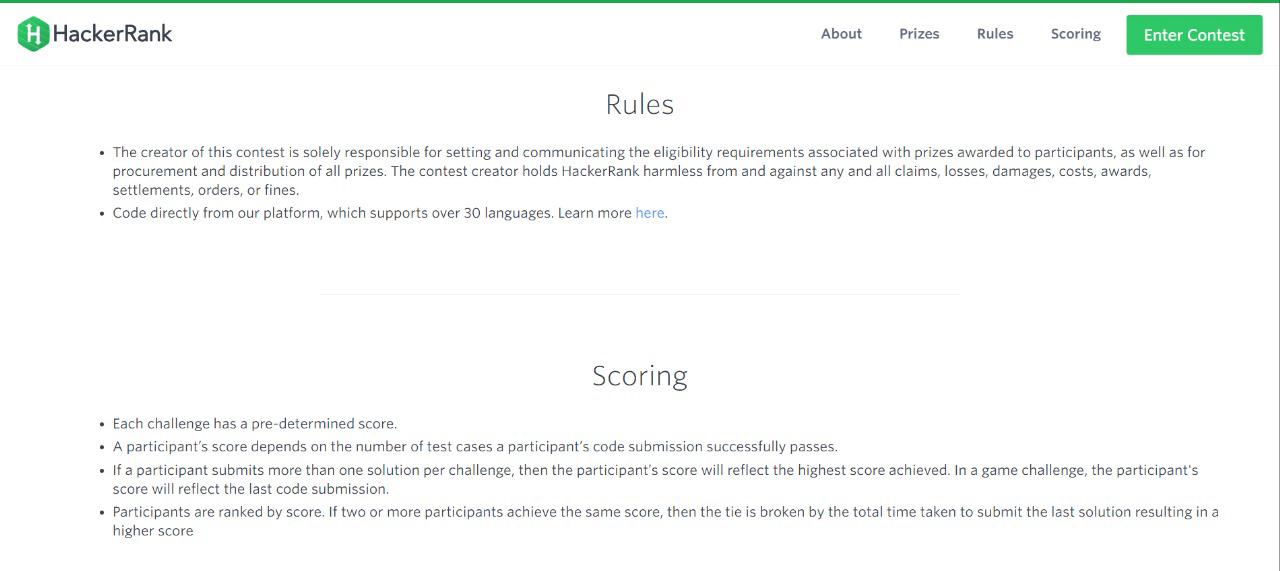 HackerRank
About Prizes Rules Scoring Enter Contest
Rules
• The creator of this contest is solely responsible for setting and communicating the eligibility requirements associated with prizes awarded to participants, as well as for
procurement and distribution of all prizes. The contest creator holds HackerRank harmless from and against any and all claims, losses, damages, costs, awards,
settlements, orders, or fines.
• Code directly from our platform, which supports over 30 languages. Learn more here.
Scoring
• Each challenge has a pre-determined score.
• A participant's score depends on the number of test cases a participant's code submission successfully passes.
• If a participant submits more than one solution per challenge, then the participant's score will reflect the highest score achieved. In a game challenge, the participant's
score will reflect the last code submission.
• Participants are ranked by score. If two or more participants achieve the same score, then the tie is broken by the total time taken to submit the last solution resulting in a
higher score